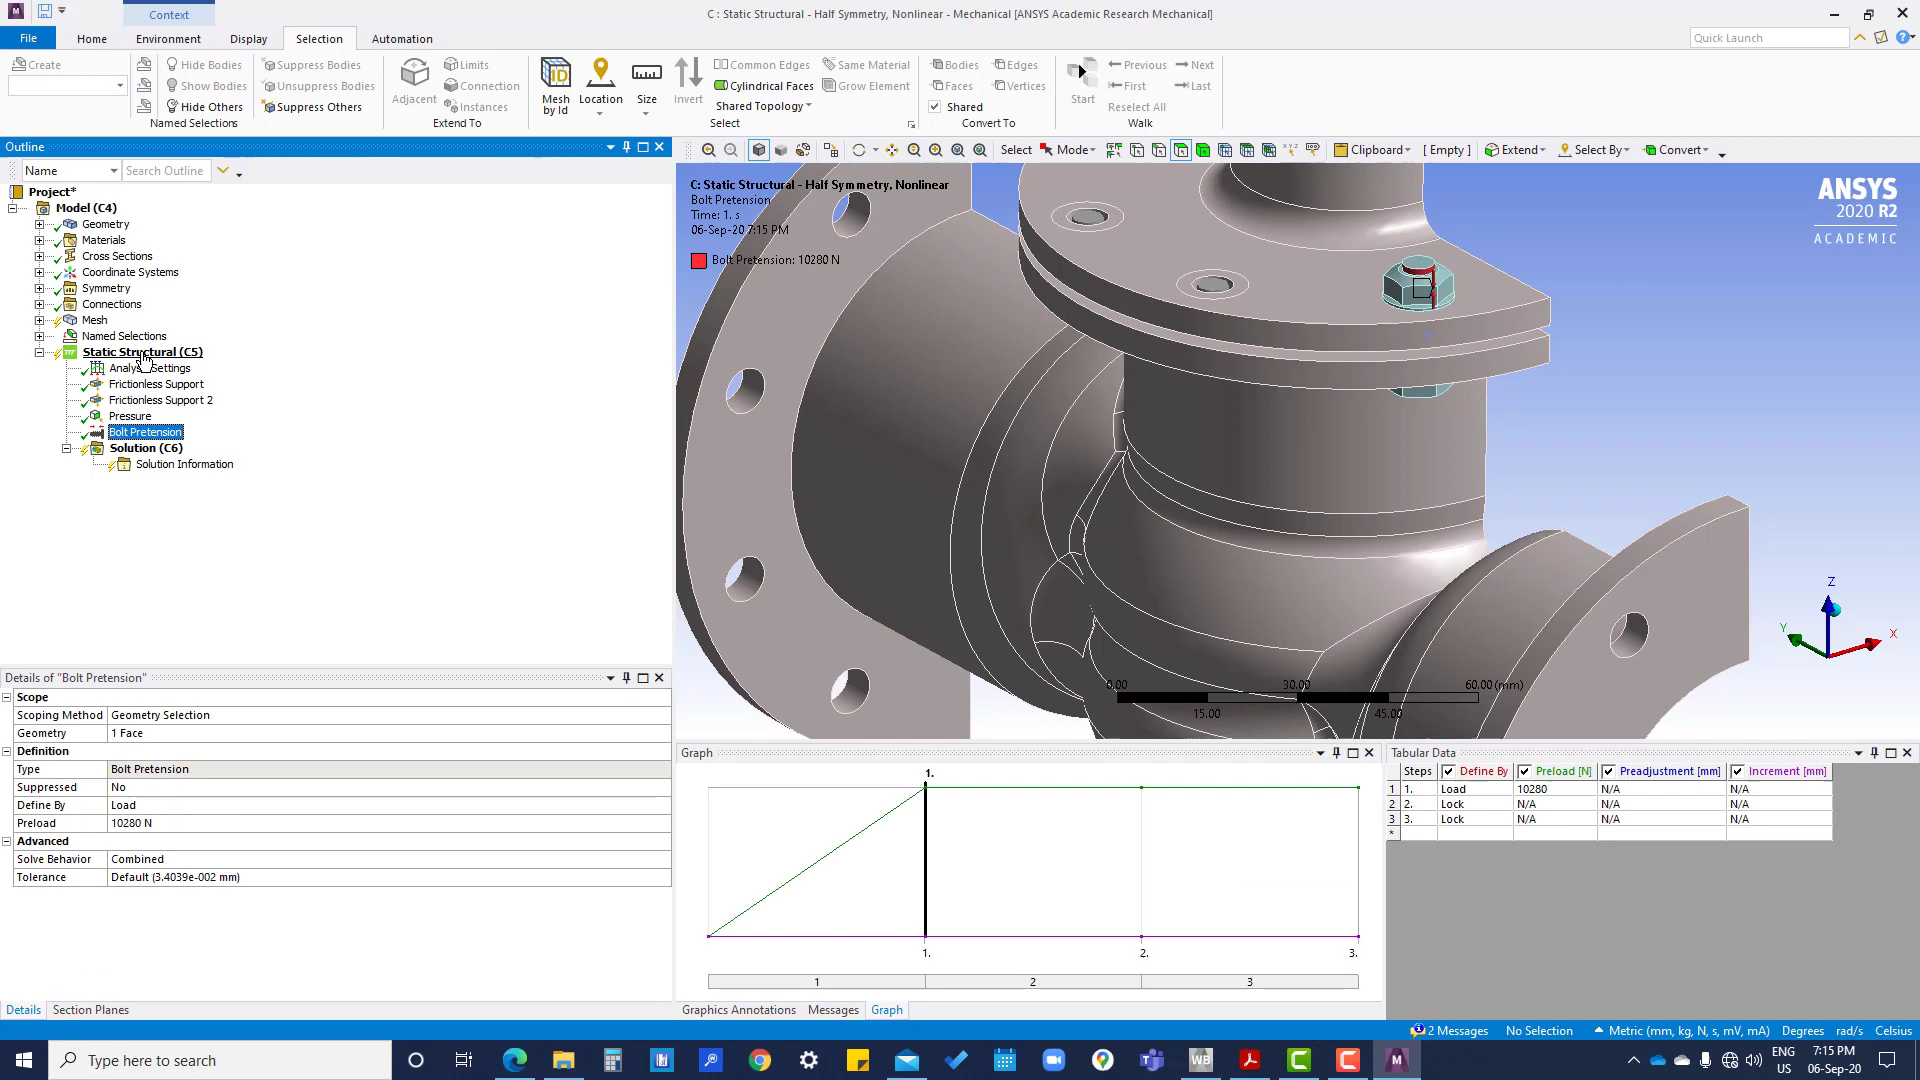 Context
C : Static Structural - Half Symmetry, Nonlinear - Mechanical [ANSYS Academic Research Mechanical]
File Home Environment Display Selection Automation
Quick Launch
Create
Hide Bodies
Show Bodies
Hide Others
Suppress Bodies
Unsuppress Bodies
Suppress Others
Named Selections
Adjacent
Limits
Connection
Instances
Extend To
Mesh by Id
Location
Size
Invert
Common Edges
Cylindrical Faces
Shared Topology
Same Material
Grow Element
Select
Bodies
Edges
Faces
Vertices
Shared
Convert To
Start
Previous
Next
First
Last
Reselect All
Walk
Outline
Name
Search Outline
Select Mode Clipboard [ Empty ] Extend Select By Convert
Project*
Model (C4)
Geometry
Materials
Cross Sections
Coordinate Systems
Symmetry
Connections
Mesh
Named Selections
Static Structural (C5)
Analysis Settings
Frictionless Support
Frictionless Support 2
Pressure
Bolt Pretension
Solution (C6)
Solution Information
C: Static Structural - Half Symmetry, Nonlinear
Bolt Pretension
Time: 1. s
06-Sep-20 7:15 PM
Bolt Pretension: 10280 N
ANSYS
2020 R2
ACADEMIC
Z
Y
X
0.00 30.00 60.00 (mm)
15.00 45.00
Details of "Bolt Pretension"
Scope
Scoping Method Geometry Selection
Geometry 1 Face
Definition
Type Bolt Pretension
Suppressed No
Define By Load
Preload 10280 N
Advanced
Solve Behavior Combined
Tolerance Default (3.4039e-002 mm)
Details Section Planes
Graph
1.
1. 2. 3.
1 2 3
Graphics Annotations Messages Graph
Tabular Data
Steps Define By Preload [N] Preadjustment [mm] Increment [mm]
1 1. Load 10280 N/A N/A
2 2. Lock N/A N/A N/A
3 3. Lock N/A N/A N/A
*
2 Messages No Selection Metric (mm, kg, N, s, mV, mA) Degrees rad/s Celsius
Type here to search
WB
M
ENG
US
7:15 PM
06-Sep-20